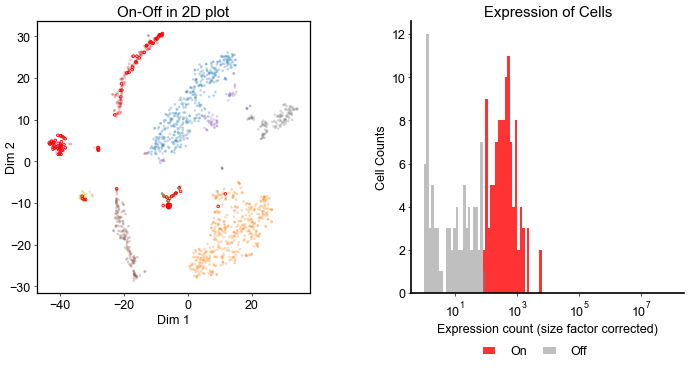 On-Off in 2D plot
Dim 2
30
20
10
0
−10
−20
−30
−40
−20
0
20
Dim 1
Expression of Cells
Cell Counts
12
10
8
6
4
2
0
10^1
10^3
10^5
10^7
Expression count (size factor corrected)
On
Off